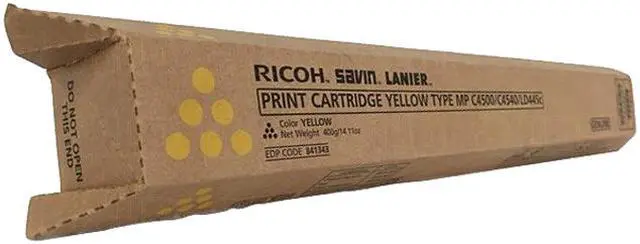 DO NOT OPEN
THIS END
RICOH. savin. LANIER.
PRINT CARTRIDGE YELLOW TYPE MP C4500/C4540/LD445c
Color YELLOW
Net Weight 400g/14.11oz
EDP CODE 841343